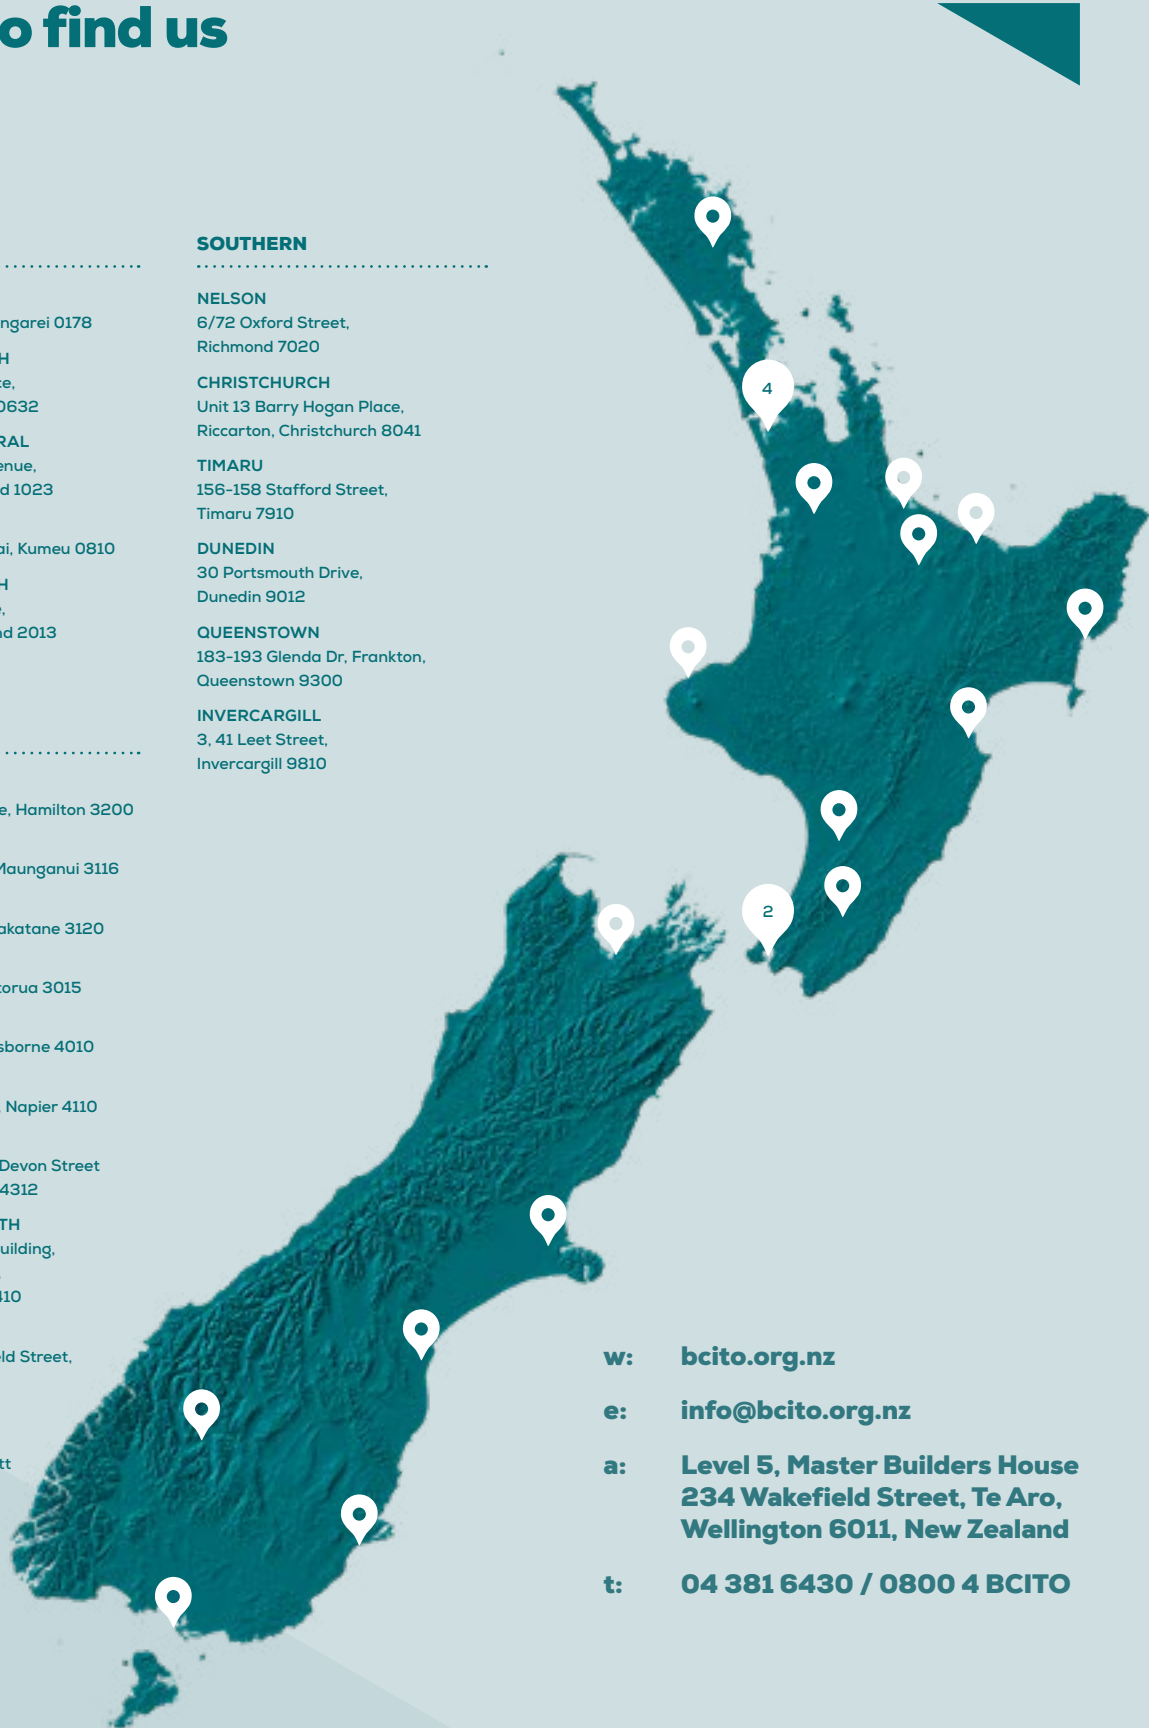 o find us
ngarei 0178
H
ce,
0632
RAL
enue,
d 1023
ai, Kumeu 0810
H
e,
nd 2013
e, Hamilton 3200
Maunganui 3116
akatane 3120
torua 3015
sborne 4010
, Napier 4110
Devon Street
4312
TH
uilding,
410
eld Street,
tt
SOUTHERN
NELSON
6/72 Oxford Street,
Richmond 7020
CHRISTCHURCH
Unit 13 Barry Hogan Place,
Riccarton, Christchurch 8041
TIMARU
156-158 Stafford Street,
Timaru 7910
DUNEDIN
30 Portsmouth Drive,
Dunedin 9012
QUEENSTOWN
183-193 Glenda Dr, Frankton,
Queenstown 9300
INVERCARGILL
3, 41 Leet Street,
Invercargill 9810
4
2
w: bcito.org.nz
e: info@bcito.org.nz
a: Level 5, Master Builders House
234 Wakefield Street, Te Aro,
Wellington 6011, New Zealand
t: 04 381 6430 / 0800 4 BCITO